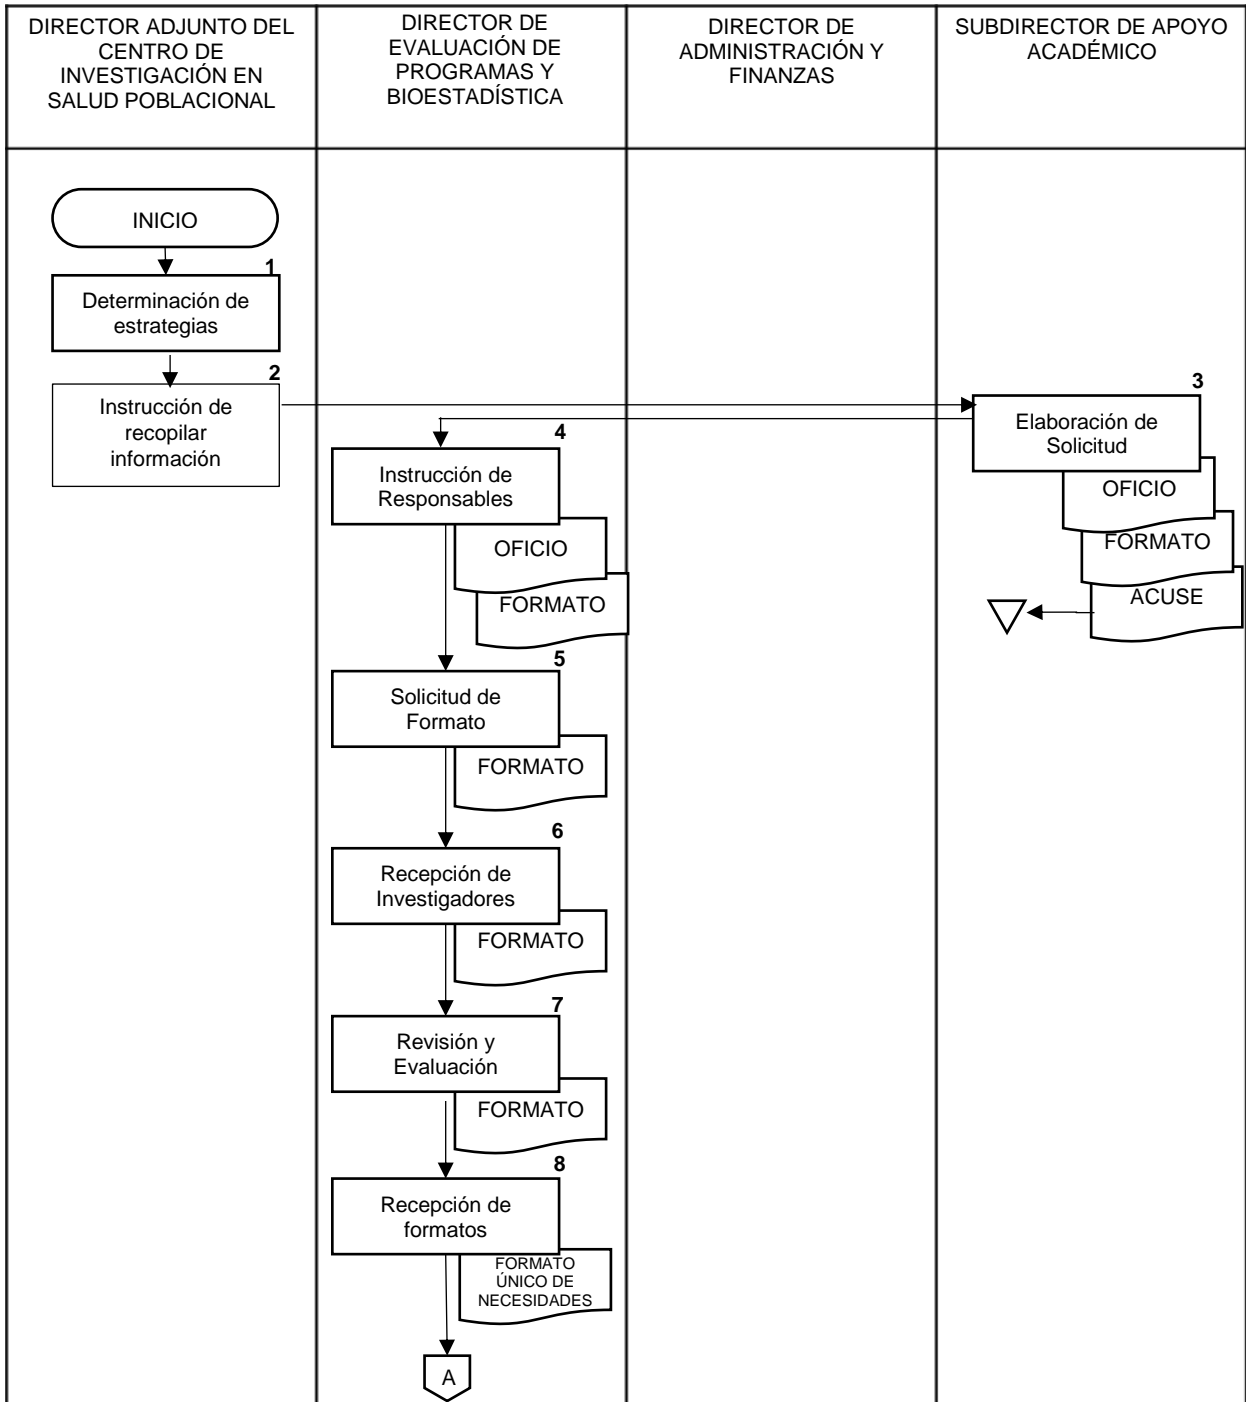 DIRECTOR ADJUNTO DEL
CENTRO DE
INVESTIGACIÓN EN
SALUD POBLACIONAL
DIRECTOR DE
EVALUACIÓN DE
PROGRAMAS Y
BIOESTADÍSTICA
DIRECTOR DE
ADMINISTRACIÓN Y
FINANZAS
SUBDIRECTOR DE APOYO
ACADÉMICO
INICIO
1
Determinación de
estrategias
2
Instrucción de
recopilar
información
3
Elaboración de
Solicitud
OFICIO
FORMATO
ACUSE
4
Instrucción de
Responsables
OFICIO
FORMATO
5
Solicitud de
Formato
FORMATO
6
Recepción de
Investigadores
FORMATO
7
Revisión y
Evaluación
FORMATO
8
Recepción de
formatos
FORMATO
ÚNICO DE
NECESIDADES
A